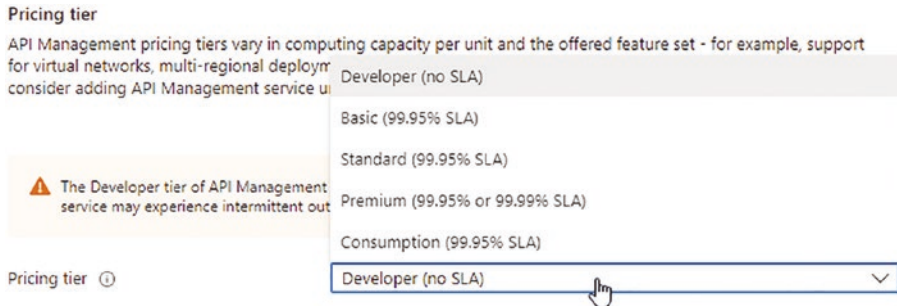 Pricing tier
API Management pricing tiers vary in computing capacity per unit and the offered feature set - for example, support
for virtual networks, multi-regional deploym
consider adding API Management service u
Developer (no SLA)
Basic (99.95% SLA)
Standard (99.95% SLA)
Premium (99.95% or 99.99% SLA)
Consumption (99.95% SLA)
The Developer tier of API Management
service may experience intermittent out
Pricing tier
Developer (no SLA)